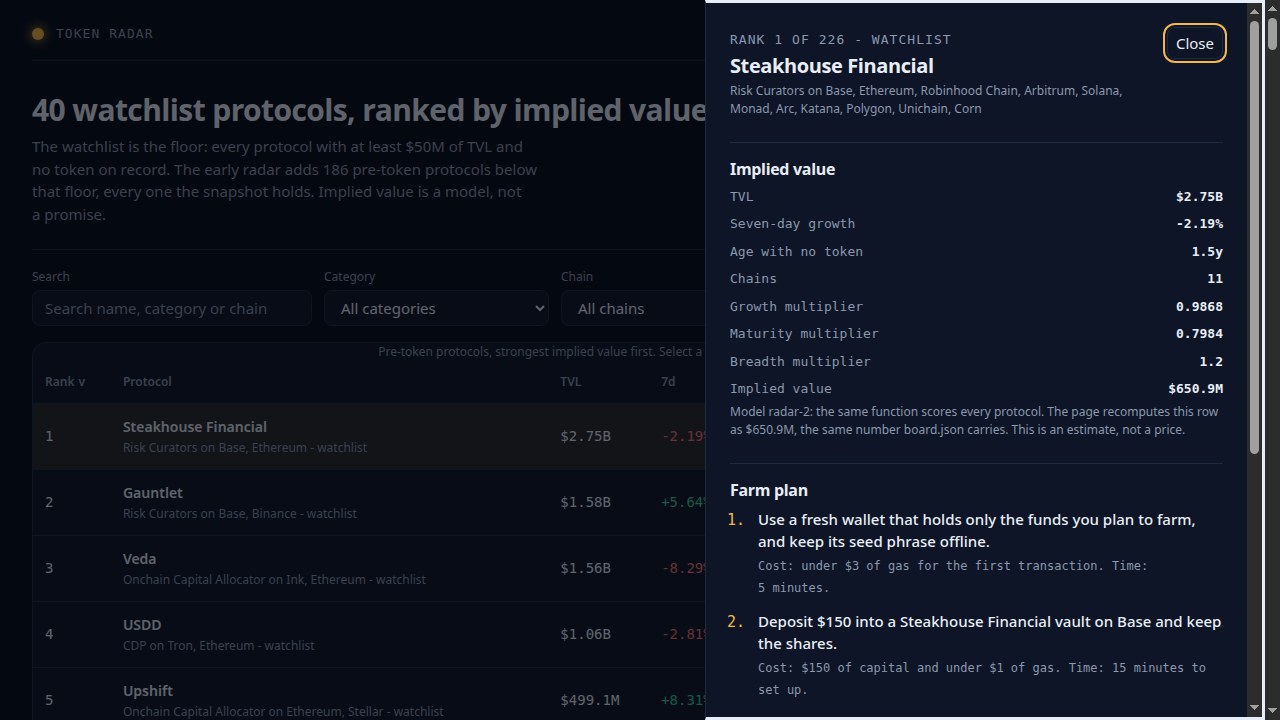 TOKEN RADAR
40 watchlist protocols, ranked by implied value
The watchlist is the floor: every protocol with at least $50M of TVL and
no token on record. The early radar adds 186 pre-token protocols below
that floor, every one the snapshot holds. Implied value is a model, not
a promise.
Search
Category
Chain
Search name, category or chain
All categories
All chains
Pre-token protocols, strongest implied value first. Select a
Rank v
Protocol
TVL
7d
1
Steakhouse Financial
Risk Curators on Base, Ethereum - watchlist
$2.75B
-2.19%
2
Gauntlet
Risk Curators on Base, Binance - watchlist
$1.58B
+5.64%
3
Veda
Onchain Capital Allocator on Ink, Ethereum - watchlist
$1.56B
-8.29%
4
USDD
CDP on Tron, Ethereum - watchlist
$1.06B
-2.81%
5
Upshift
Onchain Capital Allocator on Ethereum, Stellar - watchlist
$499.1M
+8.31%
RANK 1 OF 226 - WATCHLIST
Close
Steakhouse Financial
Risk Curators on Base, Ethereum, Robinhood Chain, Arbitrum, Solana,
Monad, Arc, Katana, Polygon, Unichain, Corn
Implied value
TVL $2.75B
Seven-day growth -2.19%
Age with no token 1.5y
Chains 11
Growth multiplier 0.9868
Maturity multiplier 0.7984
Breadth multiplier 1.2
Implied value $650.9M
Model radar-2: the same function scores every protocol. The page recomputes this row
as $650.9M, the same number board.json carries. This is an estimate, not a price.
Farm plan
1. Use a fresh wallet that holds only the funds you plan to farm,
and keep its seed phrase offline.
Cost: under $3 of gas for the first transaction. Time:
5 minutes.
2. Deposit $150 into a Steakhouse Financial vault on Base and keep
the shares.
Cost: $150 of capital and under $1 of gas. Time: 15 minutes to
set up.